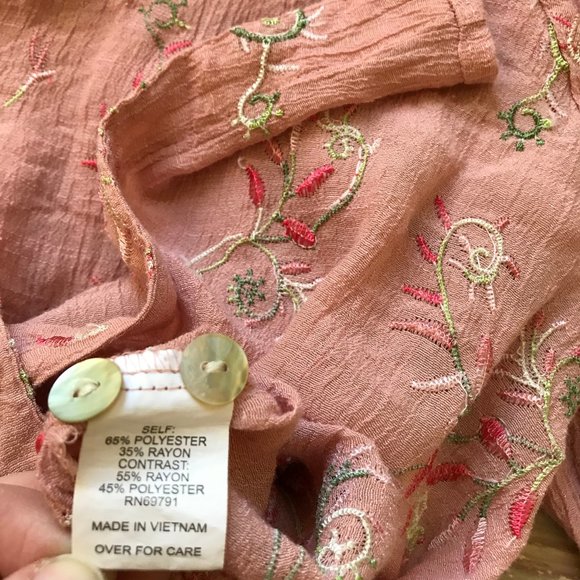 SELF:
65% POLYESTER
35% RAYON
CONTRAST:
55% RAYON
45% POLYESTER
RN69791
MADE IN VIETNAM
OVER FOR CARE